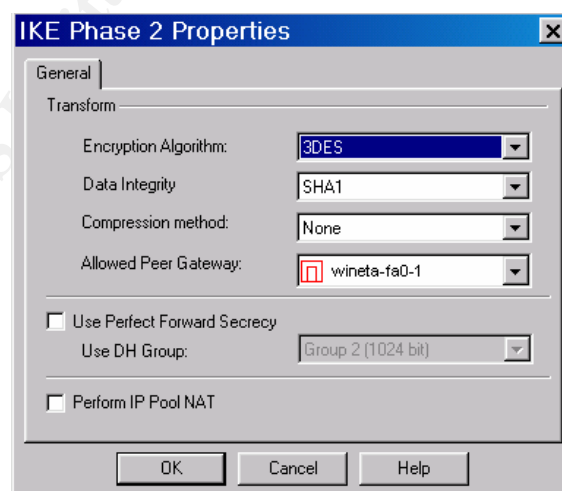 IKE Phase 2 Properties
General
Transform
Encryption Algorithm: 3DES
Data Integrity SHA1
Compression method: None
Allowed Peer Gateway: wineta-fa0-1
Use Perfect Forward Secrecy
Use DH Group: Group 2 (1024 bit)
Perform IP Pool NAT
OK Cancel Help